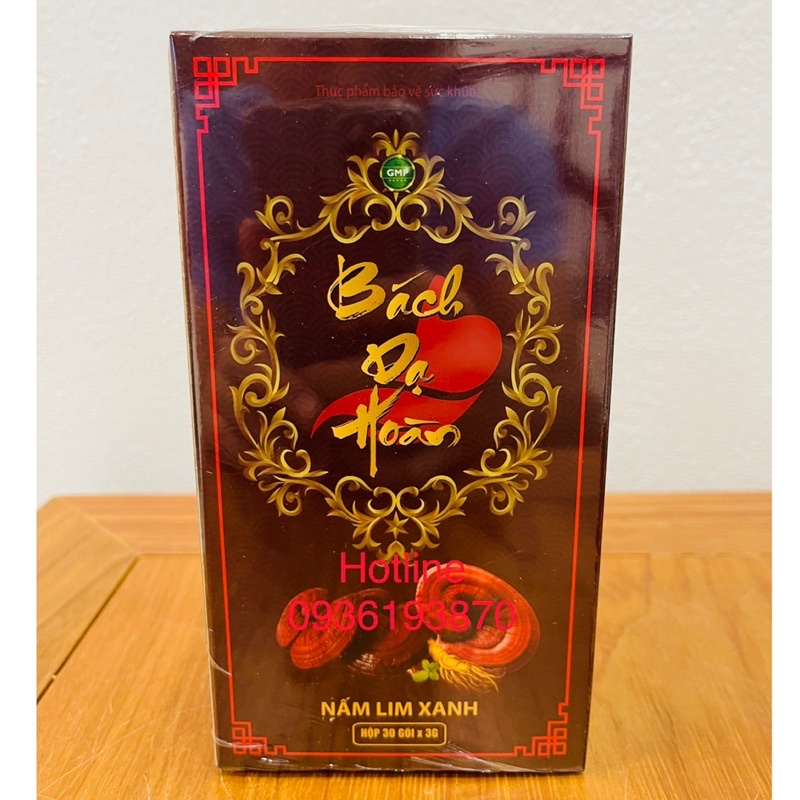 Thực phẩm bảo vệ sức khỏe
GMP
Bách
Dạ
Hoàn
Hotline
0936193870
NẤM LIM XANH
HỘP 30 GÓI x 3G